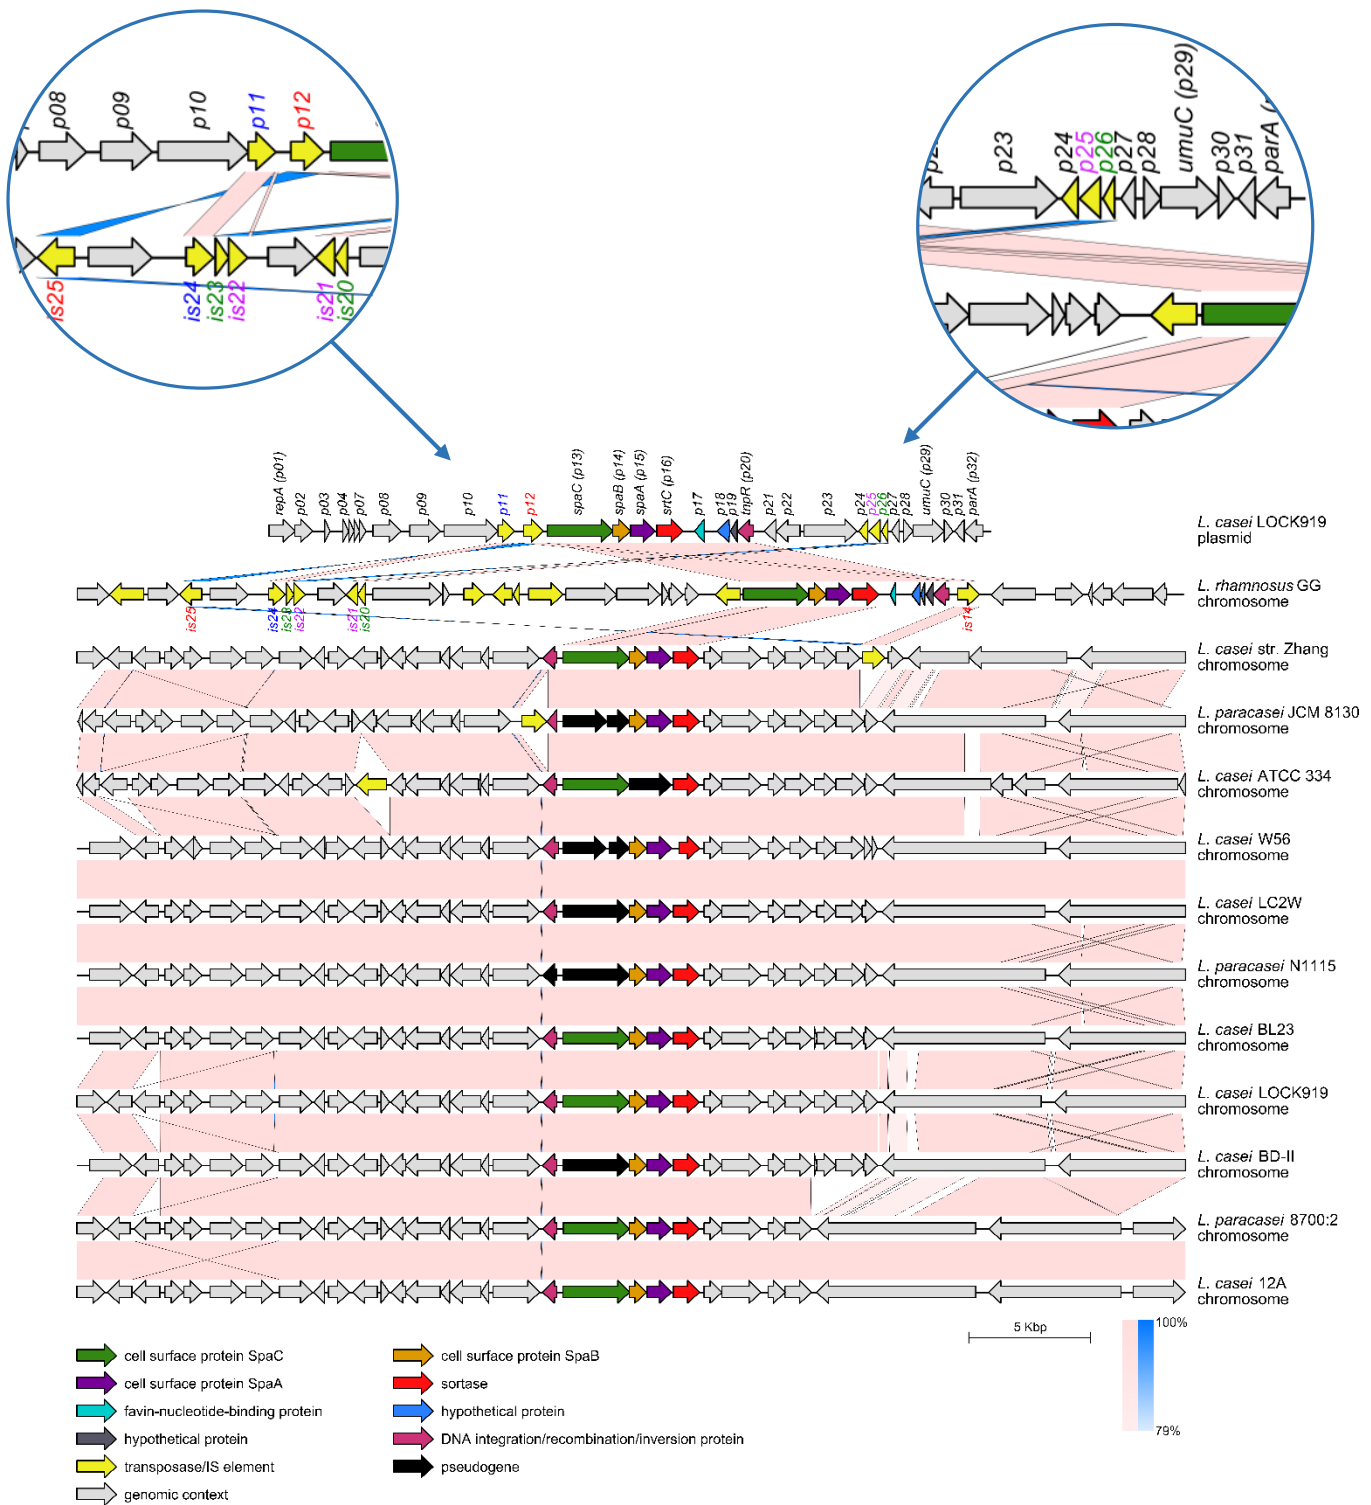 p08
p09
p10
p11
p12
is25
is24
is23
is22
is21
is20
p23
p24
p25
p26
p27
p28
umuC (p29)
p30
p31
parA (
repA (p01)
p02
p03
p04
p07
p08
p09
p10
p11
p12
spaC (p13)
spaB (p14)
spaA (p15)
srtC (p16)
p17
p18
p19
tnpR (p20)
p21
p22
p23
p24
p25
p26
p27
p28
umuC (p29)
p30
p31
parA (p32)
L. casei LOCK919
plasmid
L. rhamnosus GG
chromosome
is25
is24
is23
is22
is21
is20
is14
L. casei str. Zhang
chromosome
L. paracasei JCM 8130
chromosome
L. casei ATCC 334
chromosome
L. casei W56
chromosome
L. casei LC2W
chromosome
L. paracasei N1115
chromosome
L. casei BL23
chromosome
L. casei LOCK919
chromosome
L. casei BD-II
chromosome
L. paracasei 8700:2
chromosome
L. casei 12A
chromosome
5 Kbp
100%
79%
cell surface protein SpaC
cell surface protein SpaB
cell surface protein SpaA
sortase
favin-nucleotide-binding protein
hypothetical protein
hypothetical protein
DNA integration/recombination/inversion protein
transposase/IS element
pseudogene
genomic context